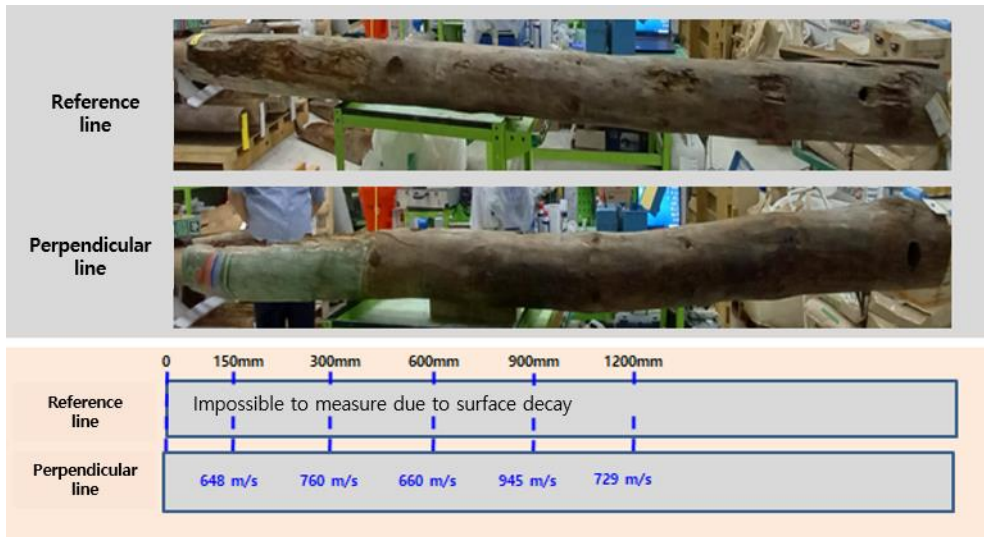 Reference
line
Perpendicular
line
0 150mm 300mm 600mm 900mm 1200mm
Reference
line
Impossible to measure due to surface decay
Perpendicular
line
648 m/s 760 m/s 660 m/s 945 m/s 729 m/s